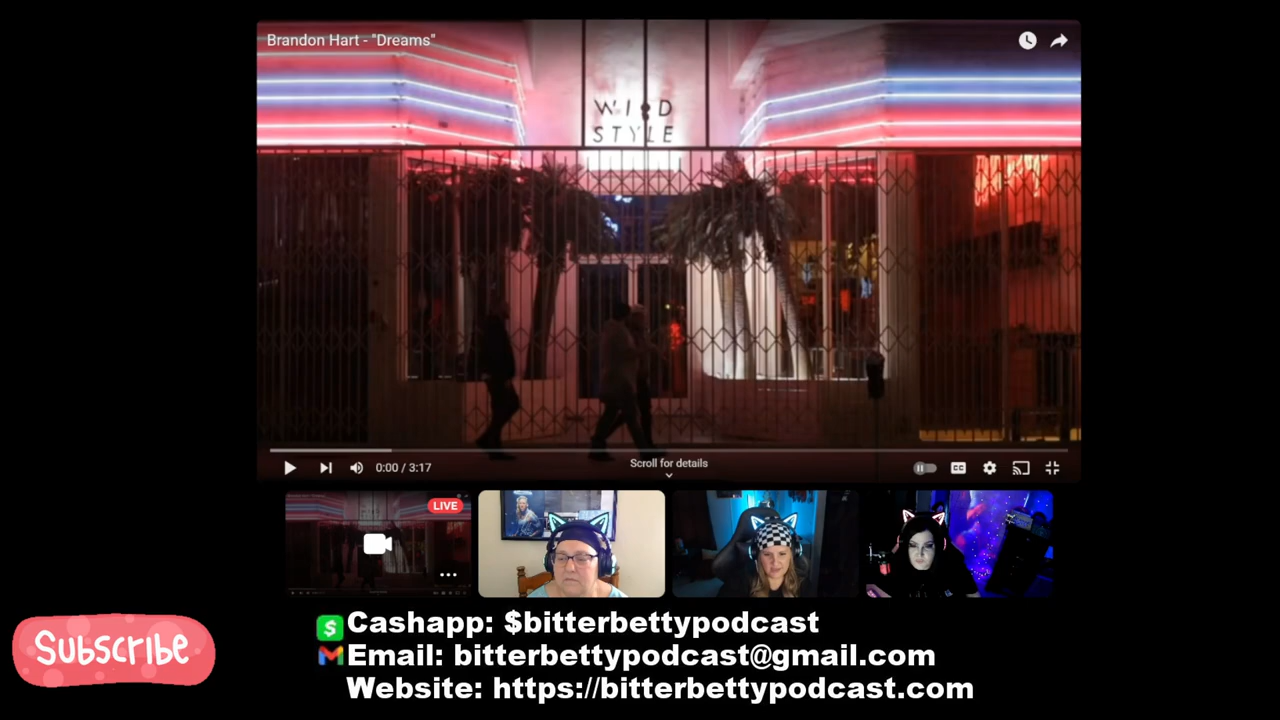 Brandon Hart - "Dreams"
STYLE
0:00 / 3:17
Scroll for details
CC
LIVE
SUBSCRIBE
Cashapp: $bitterbettypodcast
Email: bitterbettypodcast@gmail.com
Website: https://bitterbettypodcast.com